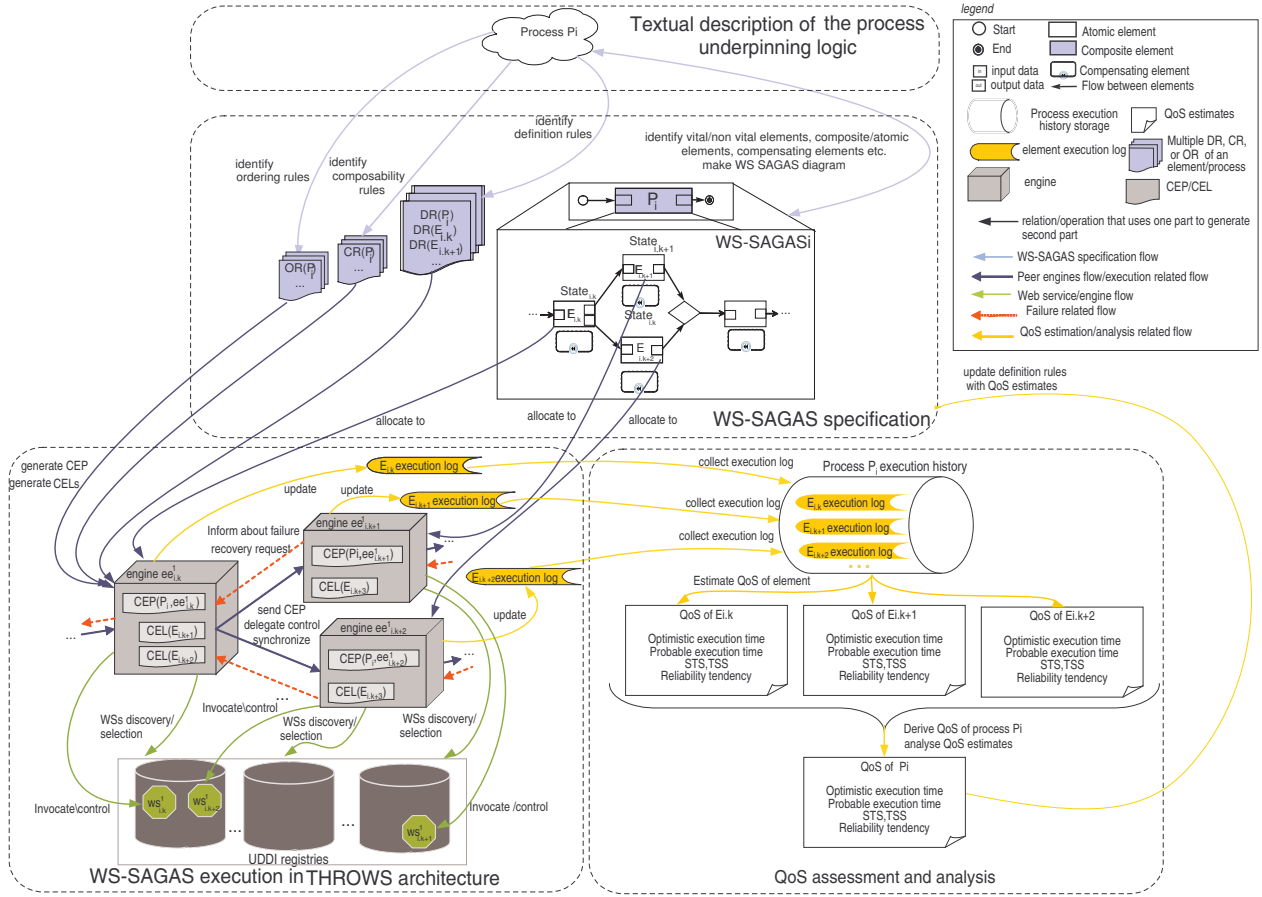 Textual description of the process
underpinning logic
Process Pi
legend
Start
End
in
input data
out
output data
Atomic element
Composite element
Compensating element
Flow between elements
Process execution
history storage
QoS estimates
element execution log
Multiple DR, CR,
or OR of an
element/process
engine
CEP/CEL
relation/operation that uses one part to generate
second part
WS-SAGAS specification flow
Peer engines flow/execution related flow
Web service/engine flow
Failure related flow
QoS estimation/analysis related flow
identify
ordering rules
identify
composability
rules
identify
definition rules
identify vital/non vital elements, composite/atomic
elements, compensating elements etc.
make WS SAGAS diagram
OR(Pi)
...
CR(Pi)
...
DR(Pi)
DR(Ei.k)
DR(Ei.k+1)
...
Pi
WS-SAGASi
State i.k+1
Ei.k+1
State i.k
... Ei.k
State i.k
E i.k+2
...
WS-SAGAS specification
allocate to
allocate to
allocate to
update definition rules
with QoS estimates
generate CEP
generate CELs
Ei.k execution log
update
update
Ei.k+1 execution log
Inform about failure
recovery request
engine ee1i.k+1
CEP(Pi,ee1i.k+1)
CEL(Ei.k+3)
...
engine ee1i.k
CEP(Pi,ee1i.k)
CEL(Ei.k+1)
CEL(Ei.k+2)
...
send CEP
delegate control
synchronize
Ei.k+2 execution log
update
engine ee1i.k+2
CEP(Pi,ee1i.k+2)
CEL(Ei.k+3)
...
WSs discovery/
selection
Invocate\control
...
WSs discovery/
selection
WSs discovery/
selection
Invocate\control
ws1i.k
ws1i.k+2
...
...
ws1i.k+1
Invocate /control
UDDI registries
WS-SAGAS execution in THROWS architecture
collect execution log
collect execution log
collect execution log
Process Pi execution history
Ei.k execution log
Ei.k+1 execution log
Ei.k+2 execution log
...
Estimate QoS of element
QoS of Ei.k
Optimistic execution time
Probable execution time
STS,TSS
Reliability tendency
QoS of Ei.k+1
Optimistic execution time
Probable execution time
STS,TSS
Reliability tendency
QoS of Ei.k+2
Optimistic execution time
Probable execution time
STS,TSS
Reliability tendency
Derive QoS of process Pi
analyse QoS estimates
QoS of Pi
Optimistic execution time
Probable execution time
STS,TSS
Reliability tendency
QoS assessment and analysis